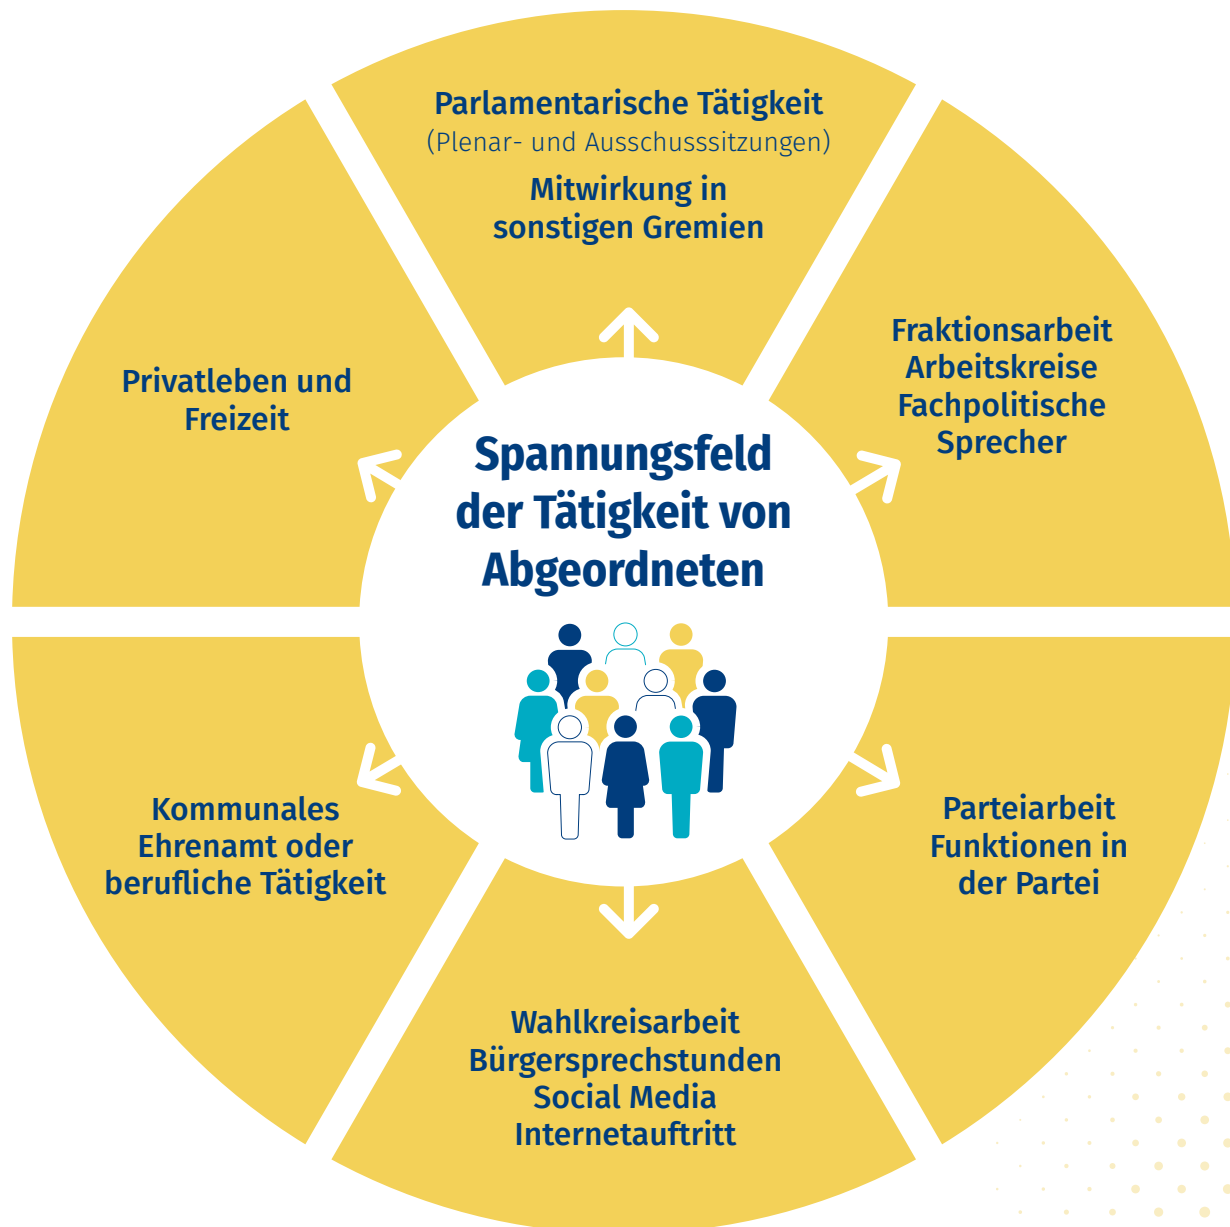 Parlamentarische Tätigkeit
(Plenar- und Ausschusssitzungen)
Mitwirkung in
sonstigen Gremien
Fraktionsarbeit
Arbeitskreise
Fachpolitische
Sprecher
Parteiarbeit
Funktionen in
der Partei
Wahlkreisarbeit
Bürgersprechstunden
Social Media
Internetauftritt
Kommunales
Ehrenamt oder
berufliche Tätigkeit
Privatleben und
Freizeit
Spannungsfeld
der Tätigkeit von
Abgeordneten